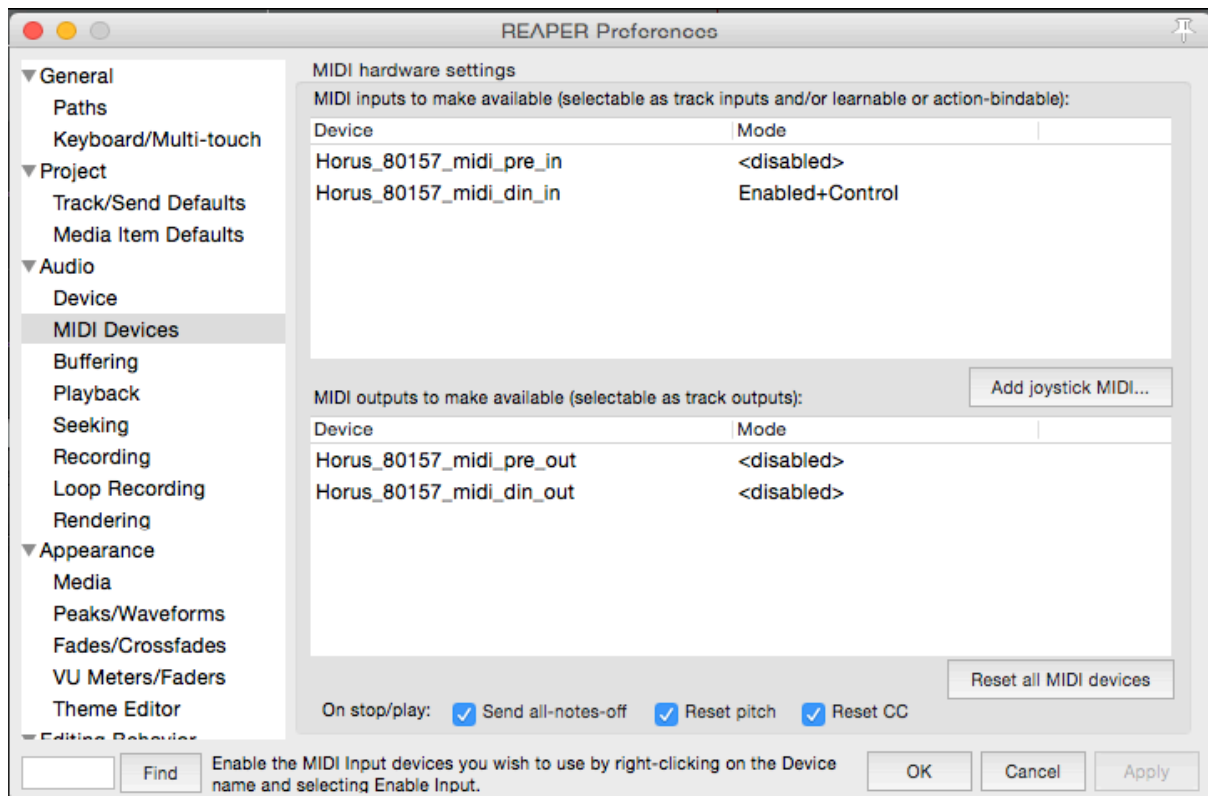 REAPER Preferences
General
Paths
Keyboard/Multi-touch
Project
Track/Send Defaults
Media Item Defaults
Audio
Device
MIDI Devices
Buffering
Playback
Seeking
Recording
Loop Recording
Rendering
Appearance
Media
Peaks/Waveforms
Fades/Crossfades
VU Meters/Faders
Theme Editor
Editing Behavior
MIDI hardware settings
MIDI inputs to make available (selectable as track inputs and/or learnable or action-bindable):
Device Mode
Horus_80157_midi_pre_in <disabled>
Horus_80157_midi_din_in Enabled+Control
Add joystick MIDI...
MIDI outputs to make available (selectable as track outputs):
Device Mode
Horus_80157_midi_pre_out <disabled>
Horus_80157_midi_din_out <disabled>
Reset all MIDI devices
On stop/play: Send all-notes-off Reset pitch Reset CC
Find
Enable the MIDI Input devices you wish to use by right-clicking on the Device
name and selecting Enable Input.
OK Cancel Apply